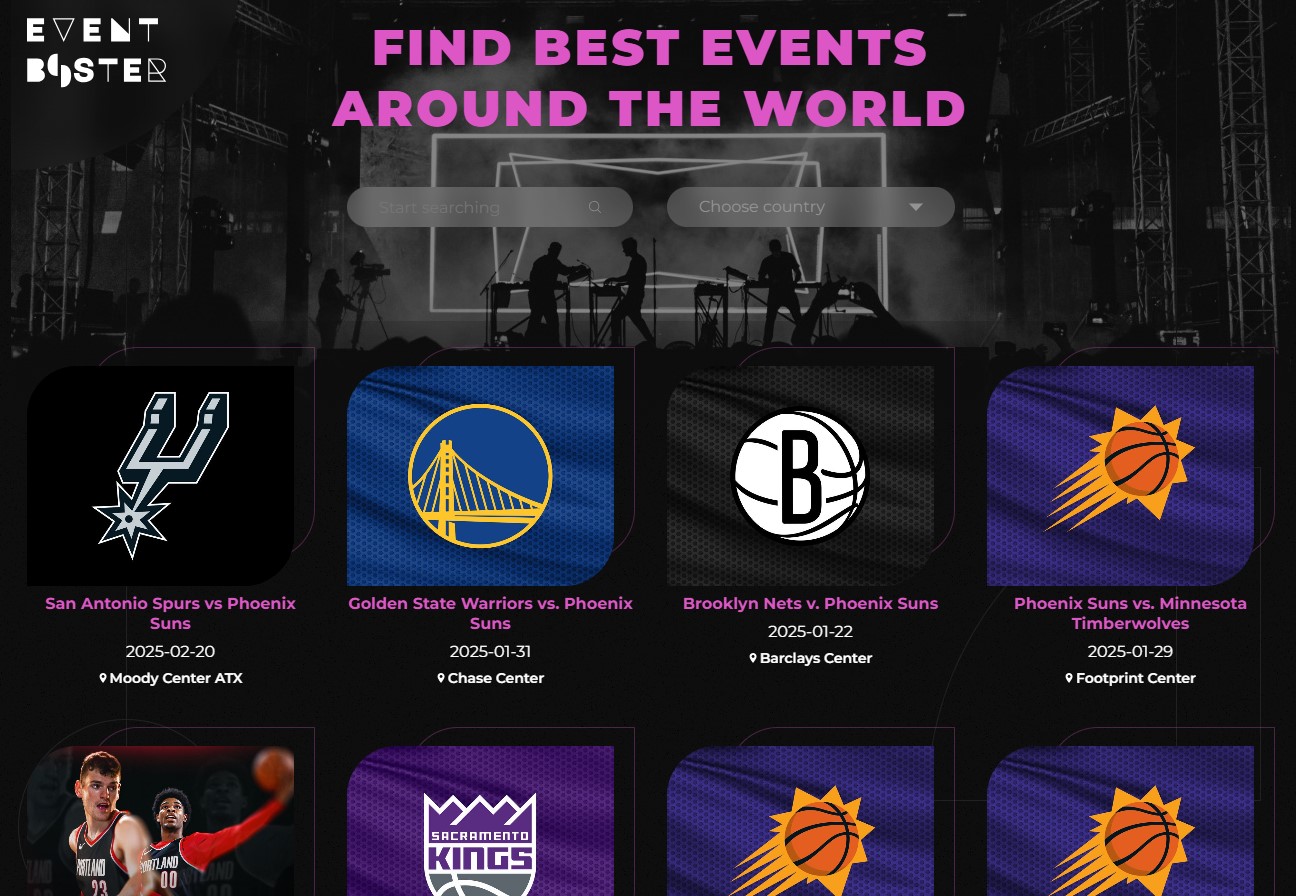 EVENT
BOOSTER
FIND BEST EVENTS
AROUND THE WORLD
Start searching
Choose country
B
San Antonio Spurs vs Phoenix
Suns
2025-02-20
Moody Center ATX
Golden State Warriors vs. Phoenix
Suns
2025-01-31
Chase Center
Brooklyn Nets v. Phoenix Suns
2025-01-22
Barclays Center
Phoenix Suns vs. Minnesota
Timberwolves
2025-01-29
Footprint Center
PORTLAND
23
PORTLAND
00
SACRAMENTO
KINGS